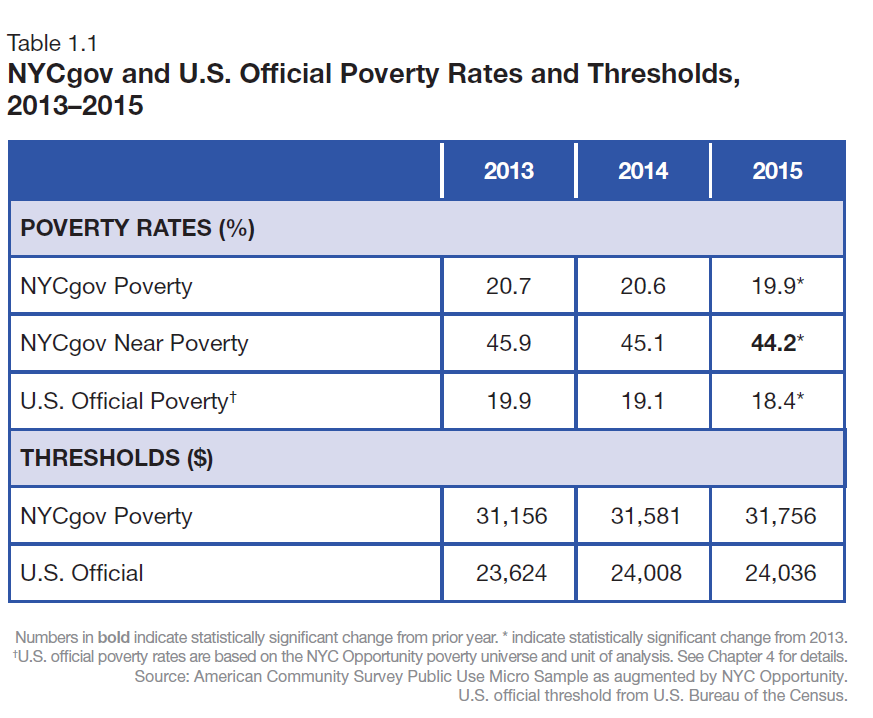 Table 1.1
NYCgov and U.S. Official Poverty Rates and Thresholds,
2013–2015
2013 2014 2015
POVERTY RATES (%)
NYCgov Poverty 20.7 20.6 19.9*
NYCgov Near Poverty 45.9 45.1 44.2*
U.S. Official Poverty† 19.9 19.1 18.4*
THRESHOLDS ($)
NYCgov Poverty 31,156 31,581 31,756
U.S. Official 23,624 24,008 24,036
Numbers in bold indicate statistically significant change from prior year. * indicate statistically significant change from 2013.
†U.S. official poverty rates are based on the NYC Opportunity poverty universe and unit of analysis. See Chapter 4 for details.
Source: American Community Survey Public Use Micro Sample as augmented by NYC Opportunity.
U.S. official threshold from U.S. Bureau of the Census.